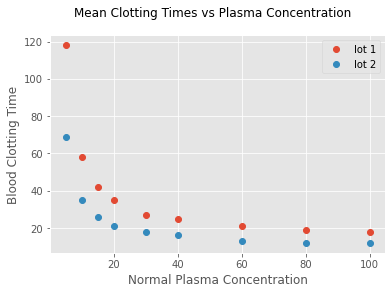 Mean Clotting Times vs Plasma Concentration
120
100
80
60
40
20
Blood Clotting Time
lot 1
lot 2
20
40
60
80
100
Normal Plasma Concentration